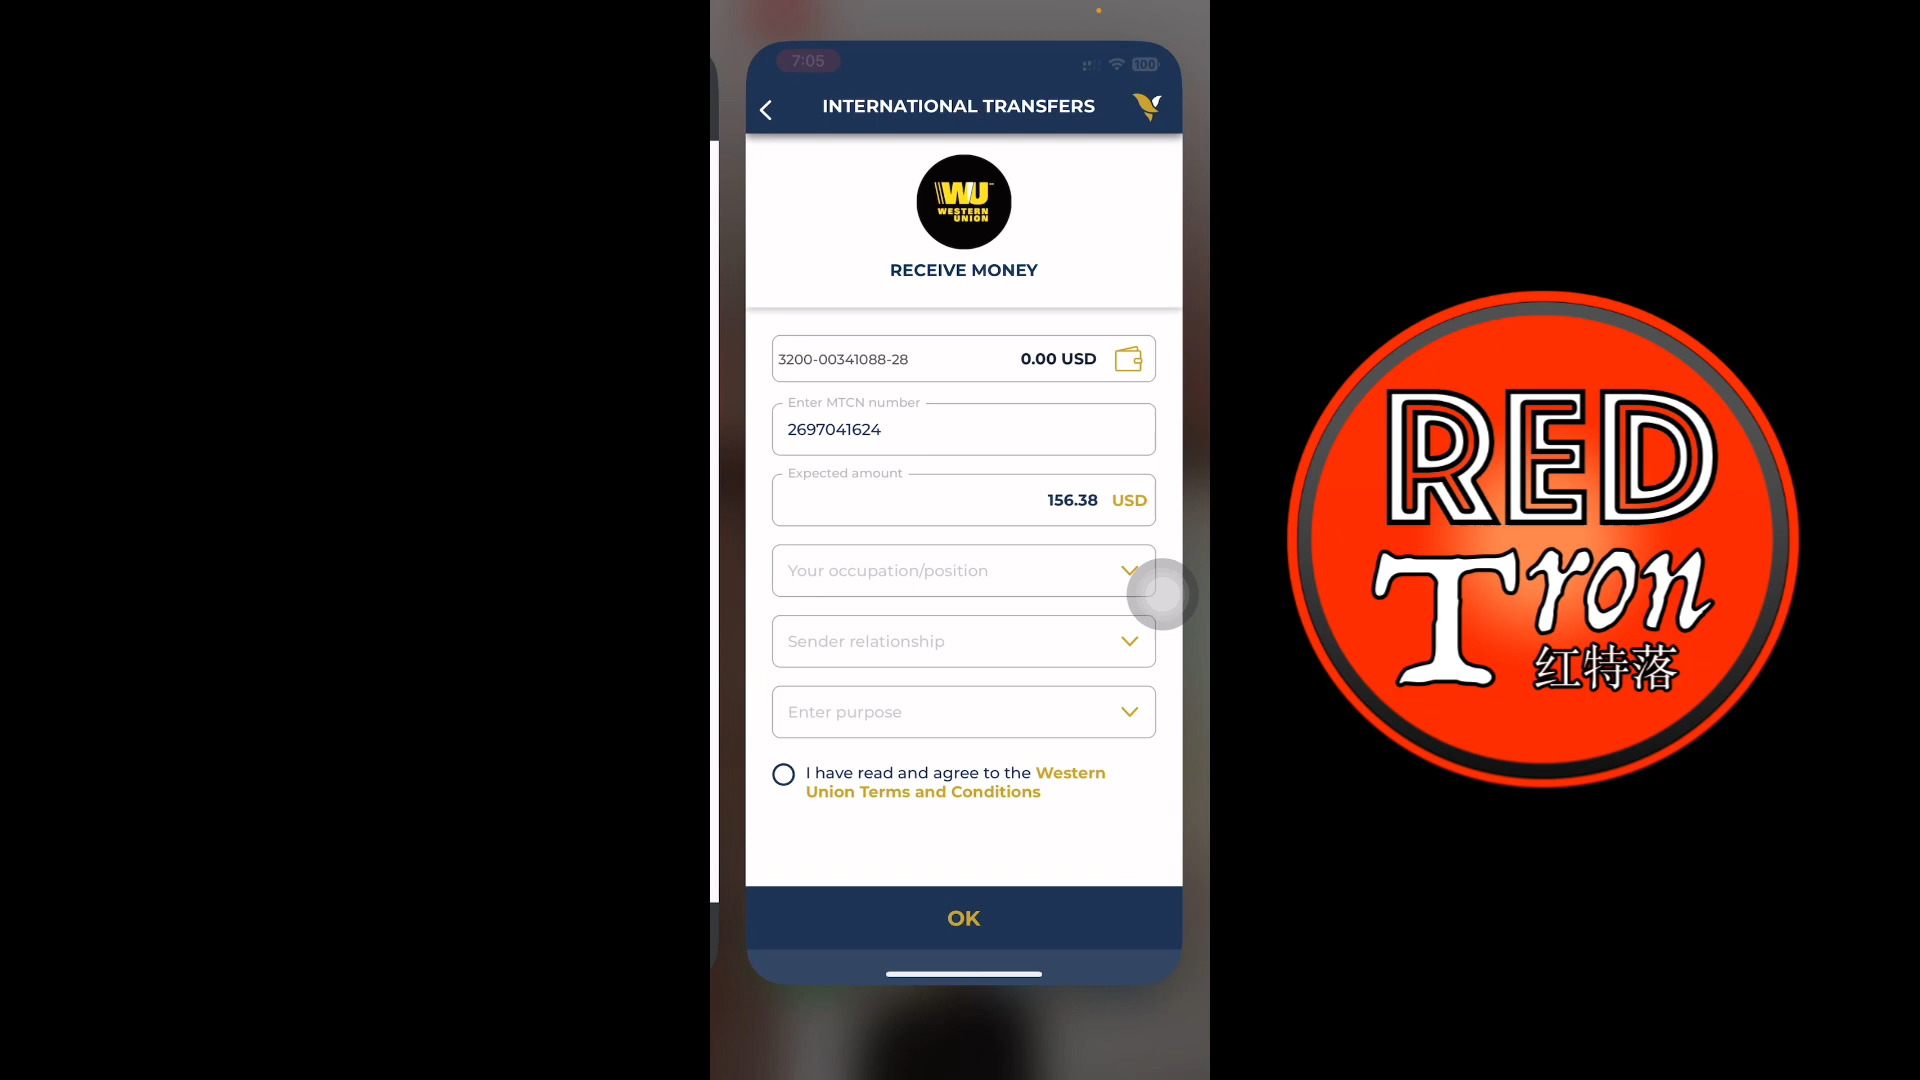 7:05
100
INTERNATIONAL TRANSFERS
WU
WESTERN
UNION
RECEIVE MONEY
3200-00341088-28
0.00 USD
Enter MTCN number
2697041624
Expected amount
156.38 USD
Your occupation/position
Sender relationship
Enter purpose
I have read and agree to the Western
Union Terms and Conditions
OK
RED
Tron
红特落